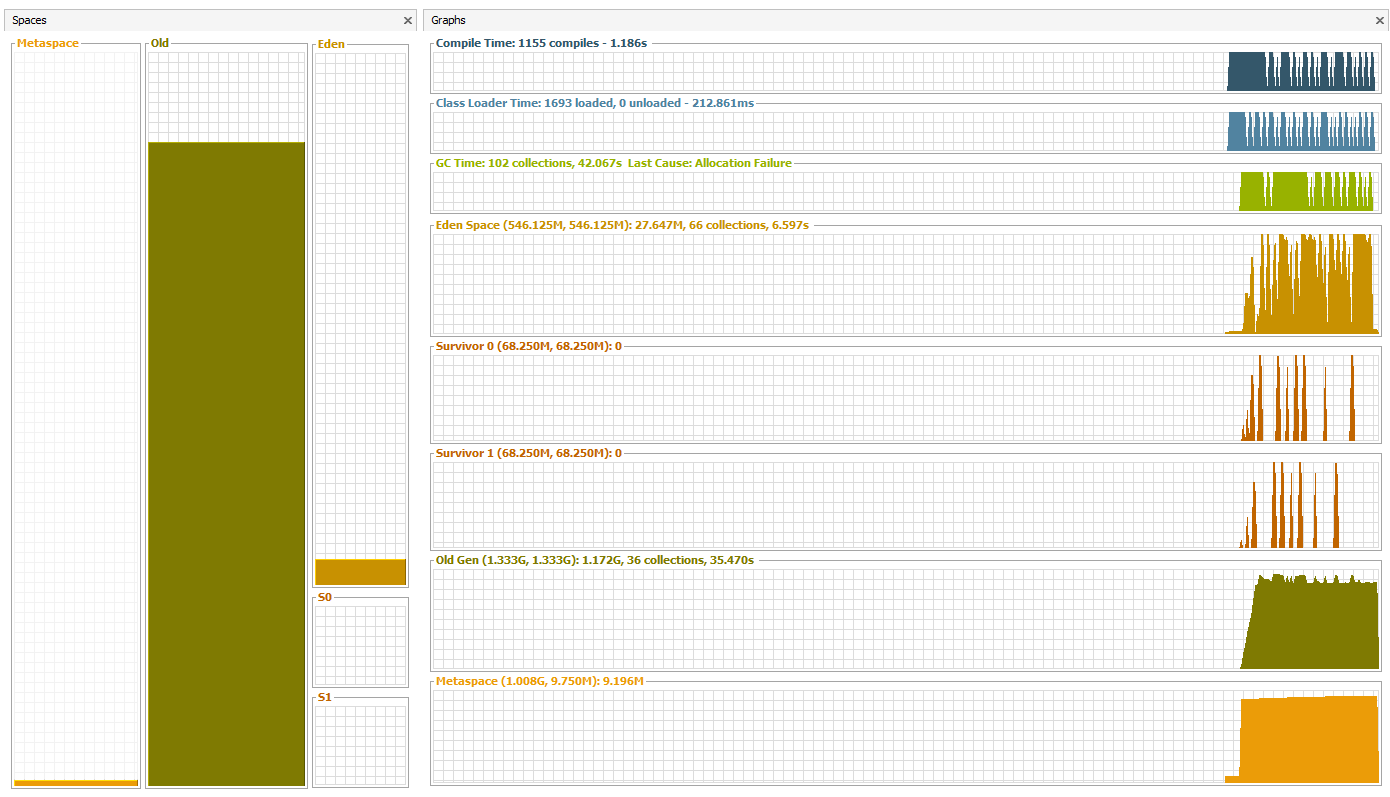 Spaces
Graphs
Metaspace
Old
Eden
S0
S1
Compile Time: 1155 compiles - 1.186s
Class Loader Time: 1693 loaded, 0 unloaded - 212.861ms
GC Time: 102 collections, 42.067s Last Cause: Allocation Failure
Eden Space (546.125M, 546.125M): 27.647M, 66 collections, 6.597s
Survivor 0 (68.250M, 68.250M): 0
Survivor 1 (68.250M, 68.250M): 0
Old Gen (1.333G, 1.333G): 1.172G, 36 collections, 35.470s
Metaspace (1.008G, 9.750M): 9.196M